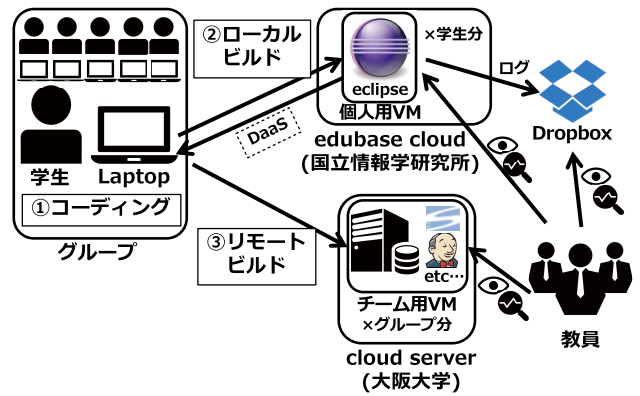 学生
Laptop
①コーディング
グループ
②ローカル
ビルド
DaaS
eclipse
個人用VM
×学生分
edubase cloud
(国立情報学研究所)
ログ
Dropbox
③リモート
ビルド
etc…
チーム用VM
×グループ分
cloud server
(大阪大学)
教員